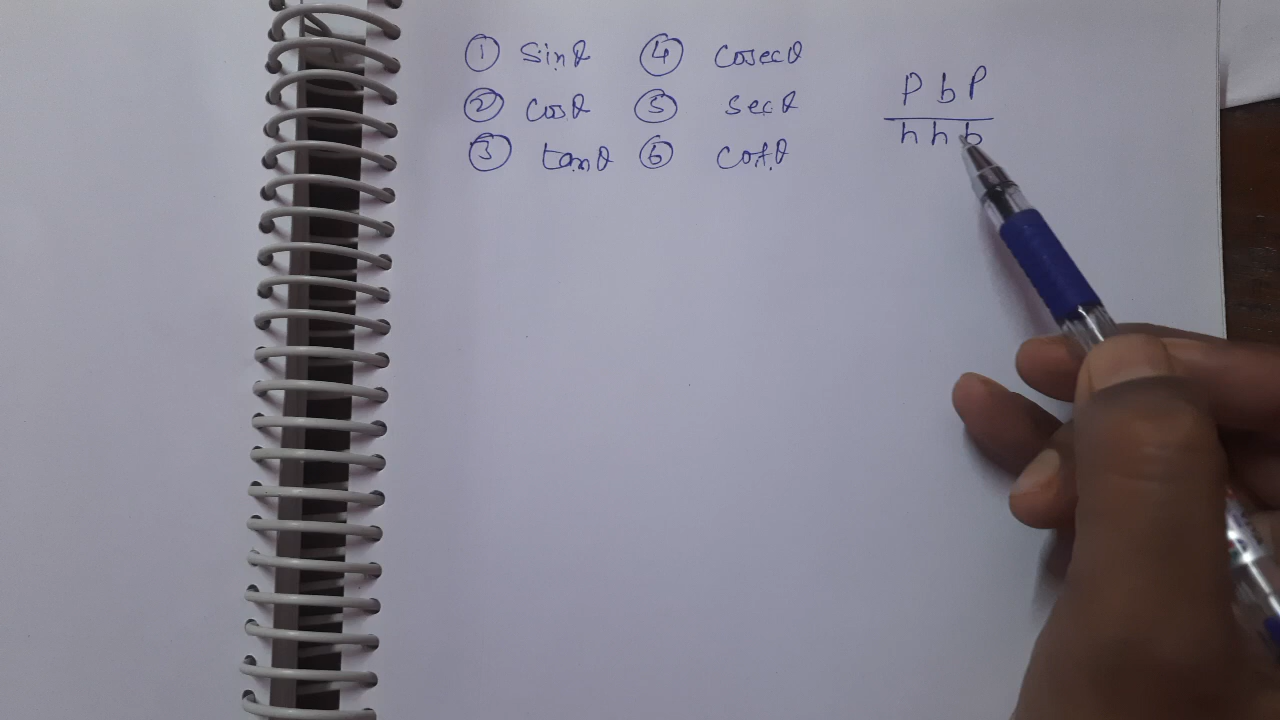 ① sinθ ④ cosecθ
② cosθ ⑤ secθ
③ tanθ ⑥ cotθ
P b P
h h b